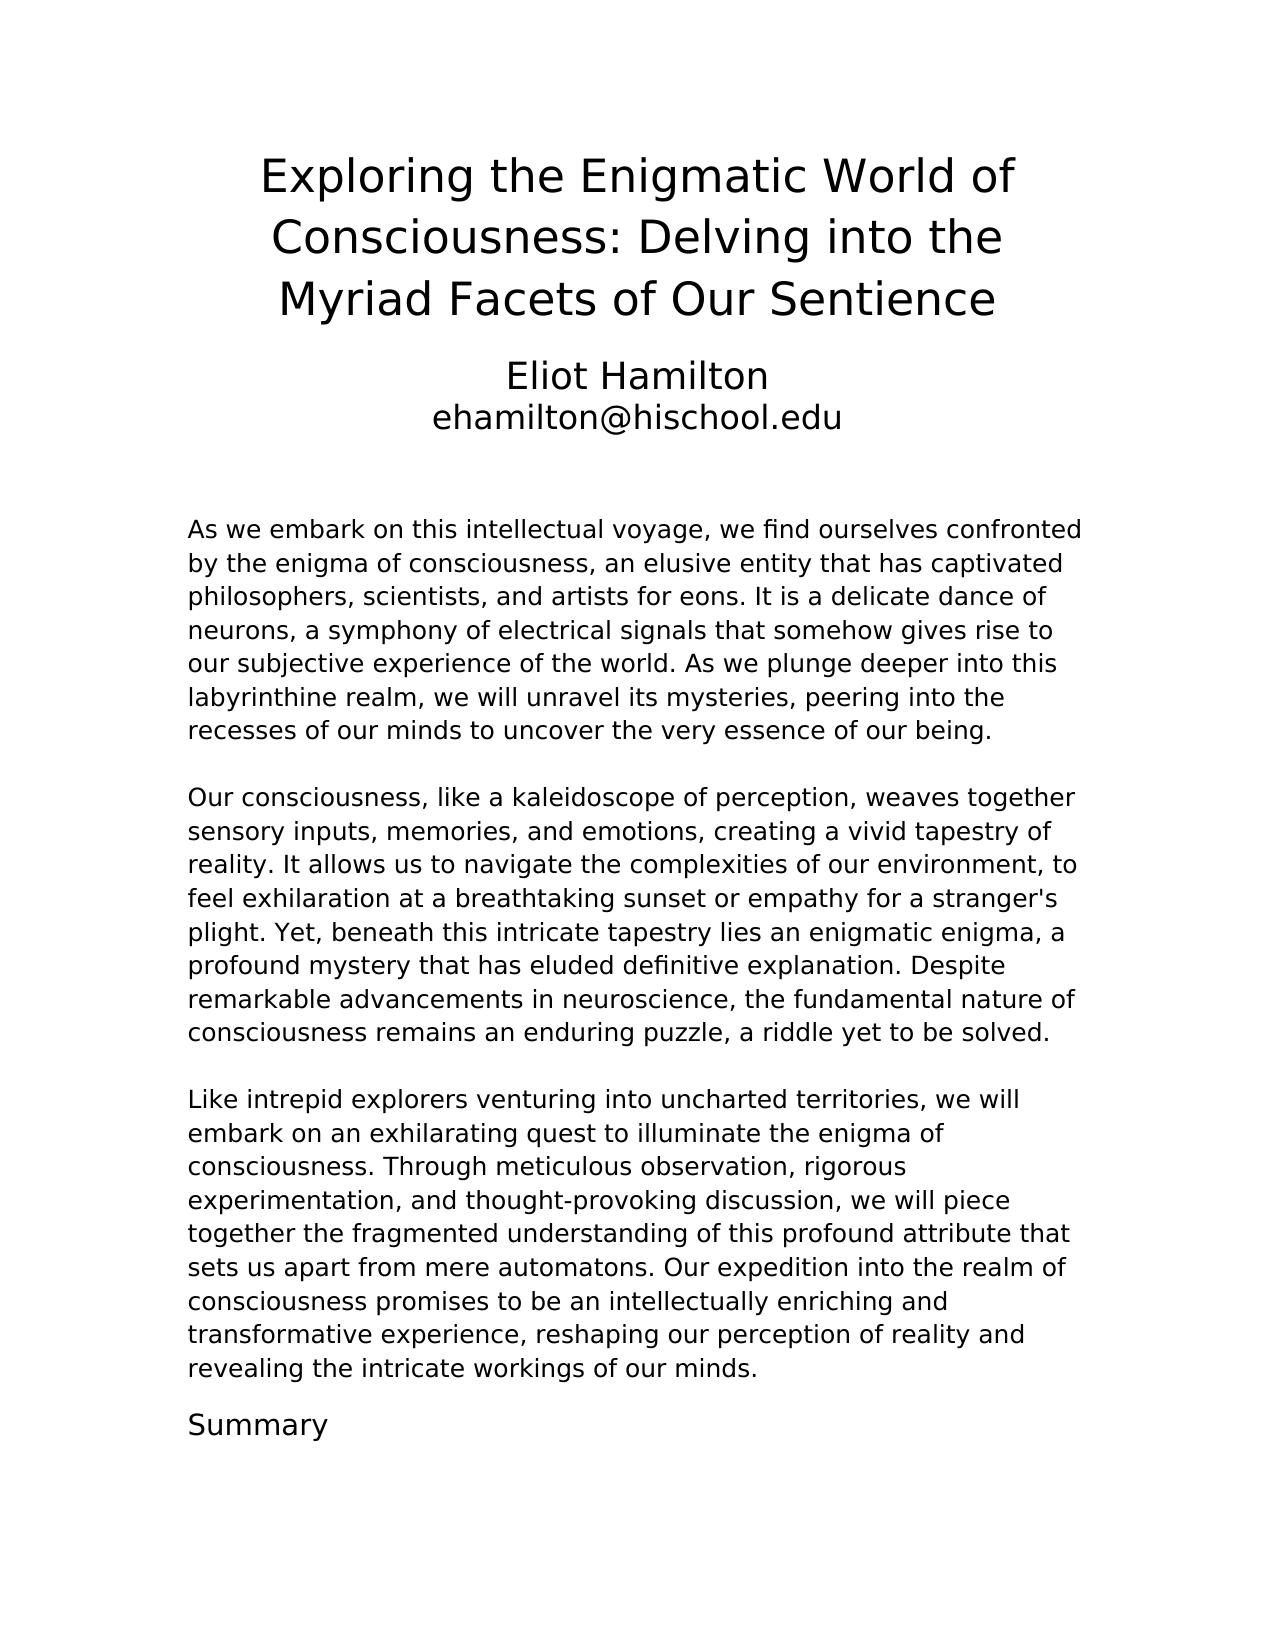 Exploring the Enigmatic World of
Consciousness: Delving into the
Myriad Facets of Our Sentience
Eliot Hamilton
ehamilton@hischool.edu
As we embark on this intellectual voyage, we find ourselves confronted
by the enigma of consciousness, an elusive entity that has captivated
philosophers, scientists, and artists for eons. It is a delicate dance of
neurons, a symphony of electrical signals that somehow gives rise to
our subjective experience of the world. As we plunge deeper into this
labyrinthine realm, we will unravel its mysteries, peering into the
recesses of our minds to uncover the very essence of our being.
Our consciousness, like a kaleidoscope of perception, weaves together
sensory inputs, memories, and emotions, creating a vivid tapestry of
reality. It allows us to navigate the complexities of our environment, to
feel exhilaration at a breathtaking sunset or empathy for a stranger's
plight. Yet, beneath this intricate tapestry lies an enigmatic enigma, a
profound mystery that has eluded definitive explanation. Despite
remarkable advancements in neuroscience, the fundamental nature of
consciousness remains an enduring puzzle, a riddle yet to be solved.
Like intrepid explorers venturing into uncharted territories, we will
embark on an exhilarating quest to illuminate the enigma of
consciousness. Through meticulous observation, rigorous
experimentation, and thought-provoking discussion, we will piece
together the fragmented understanding of this profound attribute that
sets us apart from mere automatons. Our expedition into the realm of
consciousness promises to be an intellectually enriching and
transformative experience, reshaping our perception of reality and
revealing the intricate workings of our minds.
Summary